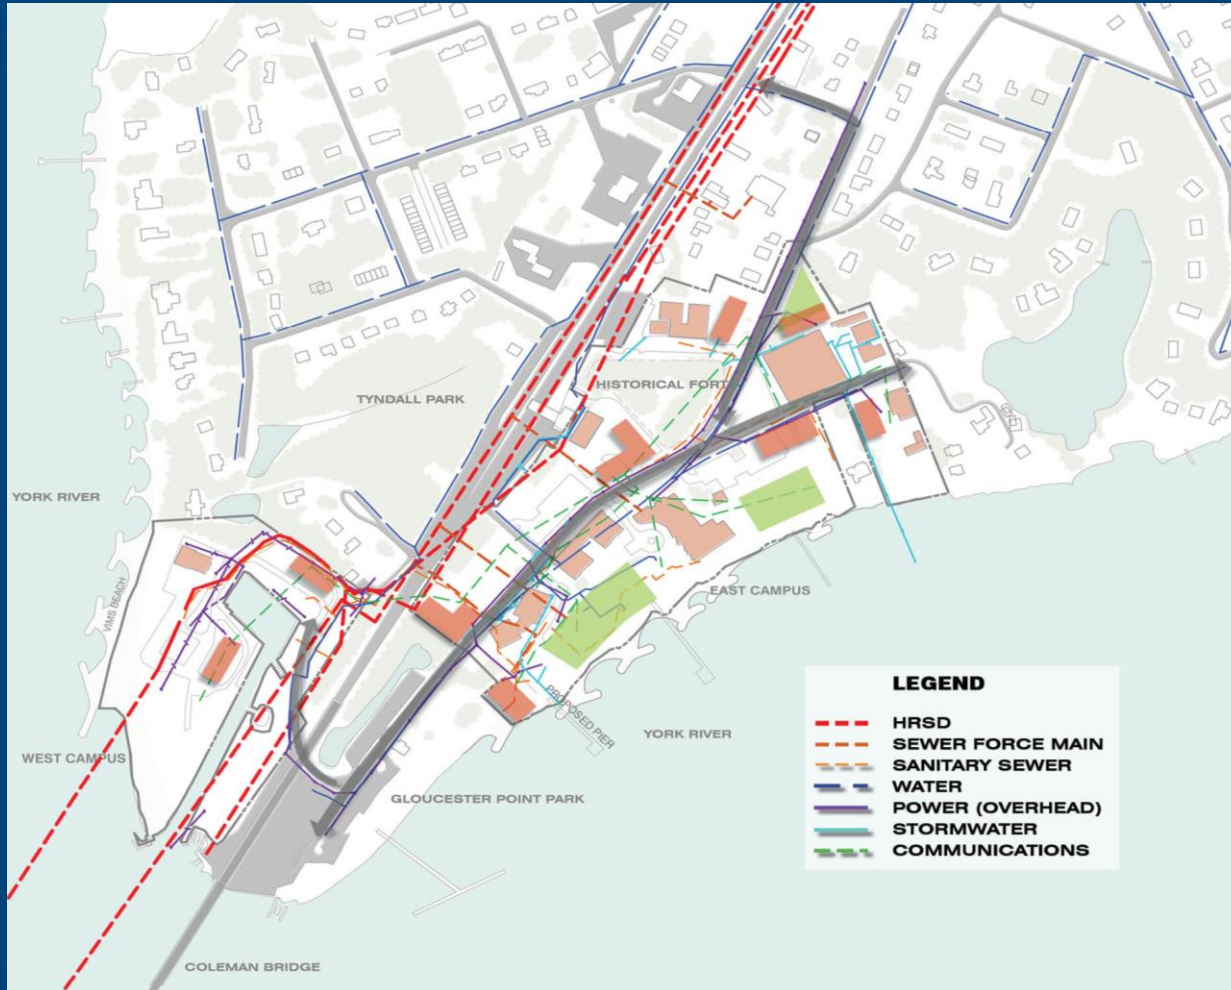 TYNDALL PARK
HISTORICAL FORT
YORK RIVER
VIMS BEACH
EAST CAMPUS
PROPOSED PIER
YORK RIVER
WEST CAMPUS
GLOUCESTER POINT PARK
COLEMAN BRIDGE
LEGEND
HRSD
SEWER FORCE MAIN
SANITARY SEWER
WATER
POWER (OVERHEAD)
STORMWATER
COMMUNICATIONS